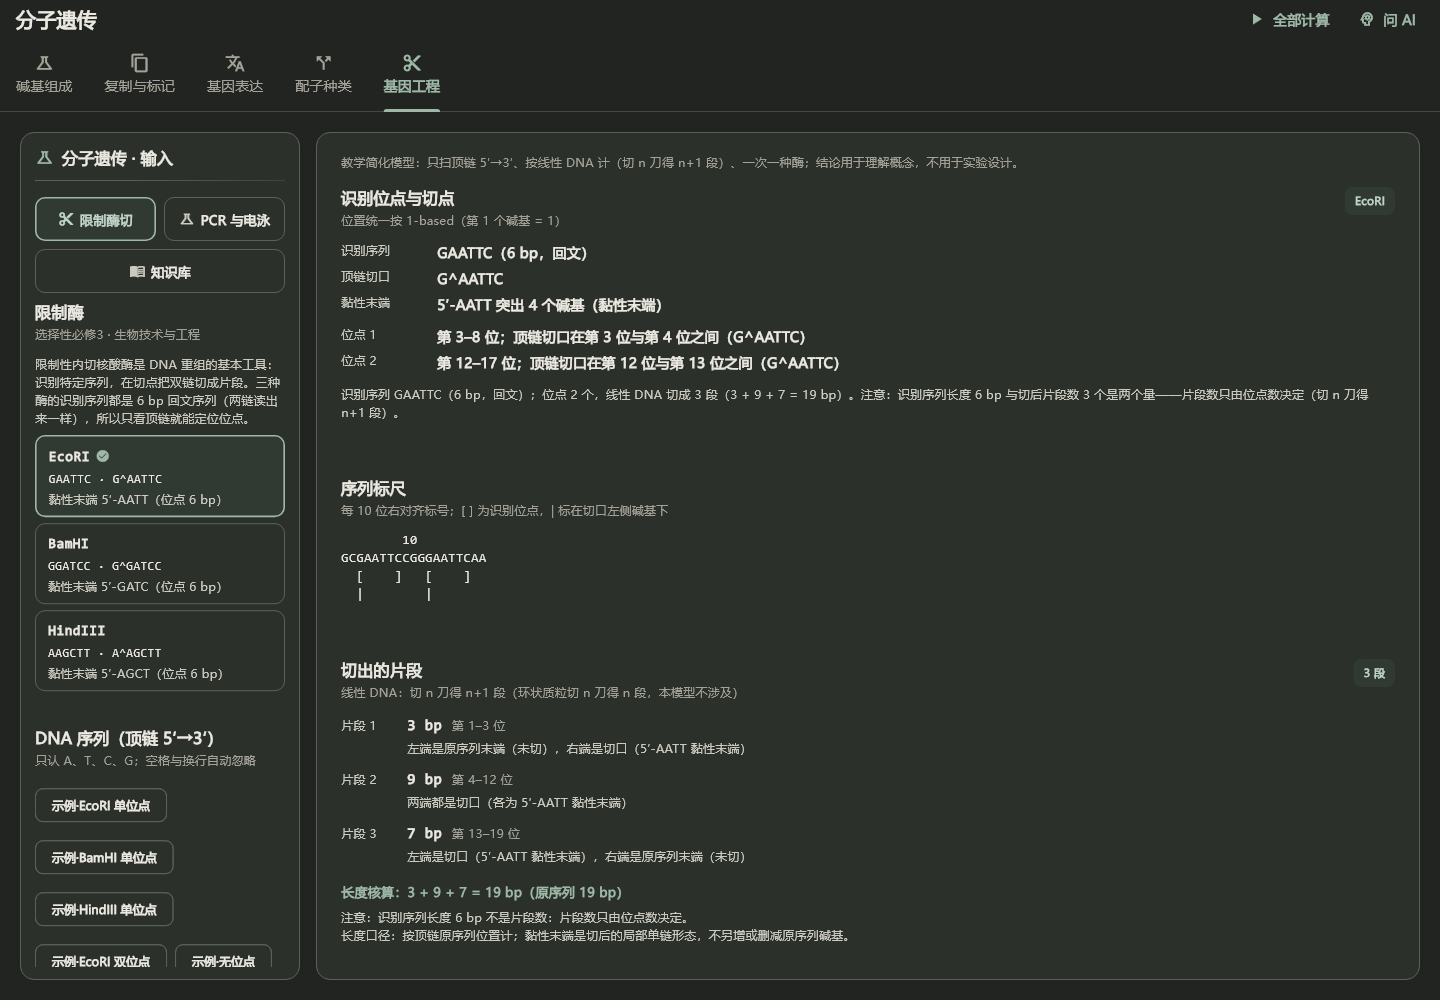 分子遗传
全部计算
问 AI
碱基组成
复制与标记
基因表达
配子种类
基因工程
分子遗传 · 输入
限制酶切
PCR 与电泳
知识库
限制酶
选择性必修3 · 生物技术与工程
限制性内切核酸酶是 DNA 重组的基本工具：
识别特定序列，在切点把双链切成片段。三种
酶的识别序列都是 6 bp 回文序列（两链读出
来一样），所以只看顶链就能定位位点。
EcoRI
GAATTC · G^AATTC
黏性末端 5′-AATT（位点 6 bp）
BamHI
GGATCC · G^GATCC
黏性末端 5′-GATC（位点 6 bp）
HindIII
AAGCTT · A^AGCTT
黏性末端 5′-AGCT（位点 6 bp）
DNA 序列（顶链 5′→3′）
只认 A、T、C、G；空格与换行自动忽略
示例·EcoRI 单位点
示例·BamHI 单位点
示例·HindIII 单位点
示例·EcoRI 双位点
示例·无位点
教学简化模型：只扫顶链 5′→3′、按线性 DNA 计（切 n 刀得 n+1 段）、一次一种酶；结论用于理解概念，不用于实验设计。
识别位点与切点
EcoRI
位置统一按 1-based（第 1 个碱基 = 1）
识别序列 GAATTC（6 bp，回文）
顶链切口 G^AATTC
黏性末端 5′-AATT 突出 4 个碱基（黏性末端）
位点 1 第 3–8 位；顶链切口在第 3 位与第 4 位之间（G^AATTC）
位点 2 第 12–17 位；顶链切口在第 12 位与第 13 位之间（G^AATTC）
识别序列 GAATTC（6 bp，回文）；位点 2 个，线性 DNA 切成 3 段（3 + 9 + 7 = 19 bp）。注意：识别序列长度 6 bp 与切后片段数 3 个是两个量——片段数只由位点数决定（切 n 刀得
n+1 段）。
序列标尺
每 10 位右对齐标号；[ ] 为识别位点，| 标在切口左侧碱基下
10
GCGAATTCCGGGAATTCAA
[    ]   [    ]
|        |
切出的片段
3 段
线性 DNA：切 n 刀得 n+1 段（环状质粒切 n 刀得 n 段，本模型不涉及）
片段 1 3 bp 第 1–3 位
左端是原序列末端（未切），右端是切口（5′-AATT 黏性末端）
片段 2 9 bp 第 4–12 位
两端都是切口（各为 5′-AATT 黏性末端）
片段 3 7 bp 第 13–19 位
左端是切口（5′-AATT 黏性末端），右端是原序列末端（未切）
长度核算：3 + 9 + 7 = 19 bp（原序列 19 bp）
注意：识别序列长度 6 bp 不是片段数：片段数只由位点数决定。
长度口径：按顶链原序列位置计；黏性末端是切后的局部单链形态，不另增或删减原序列碱基。